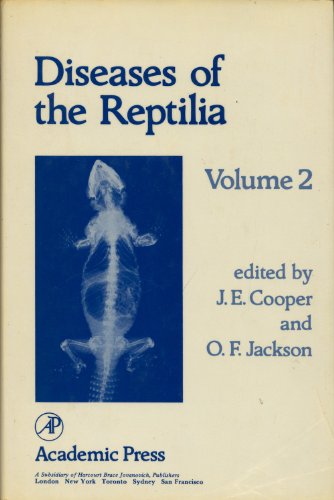 Diseases of
the Reptilia
Volume 2
edited by
J. E. Cooper
and
O. F. Jackson
AP
Academic Press
A Subsidiary of Harcourt Brace Jovanovich, Publishers
London New York Toronto Sydney San Francisco